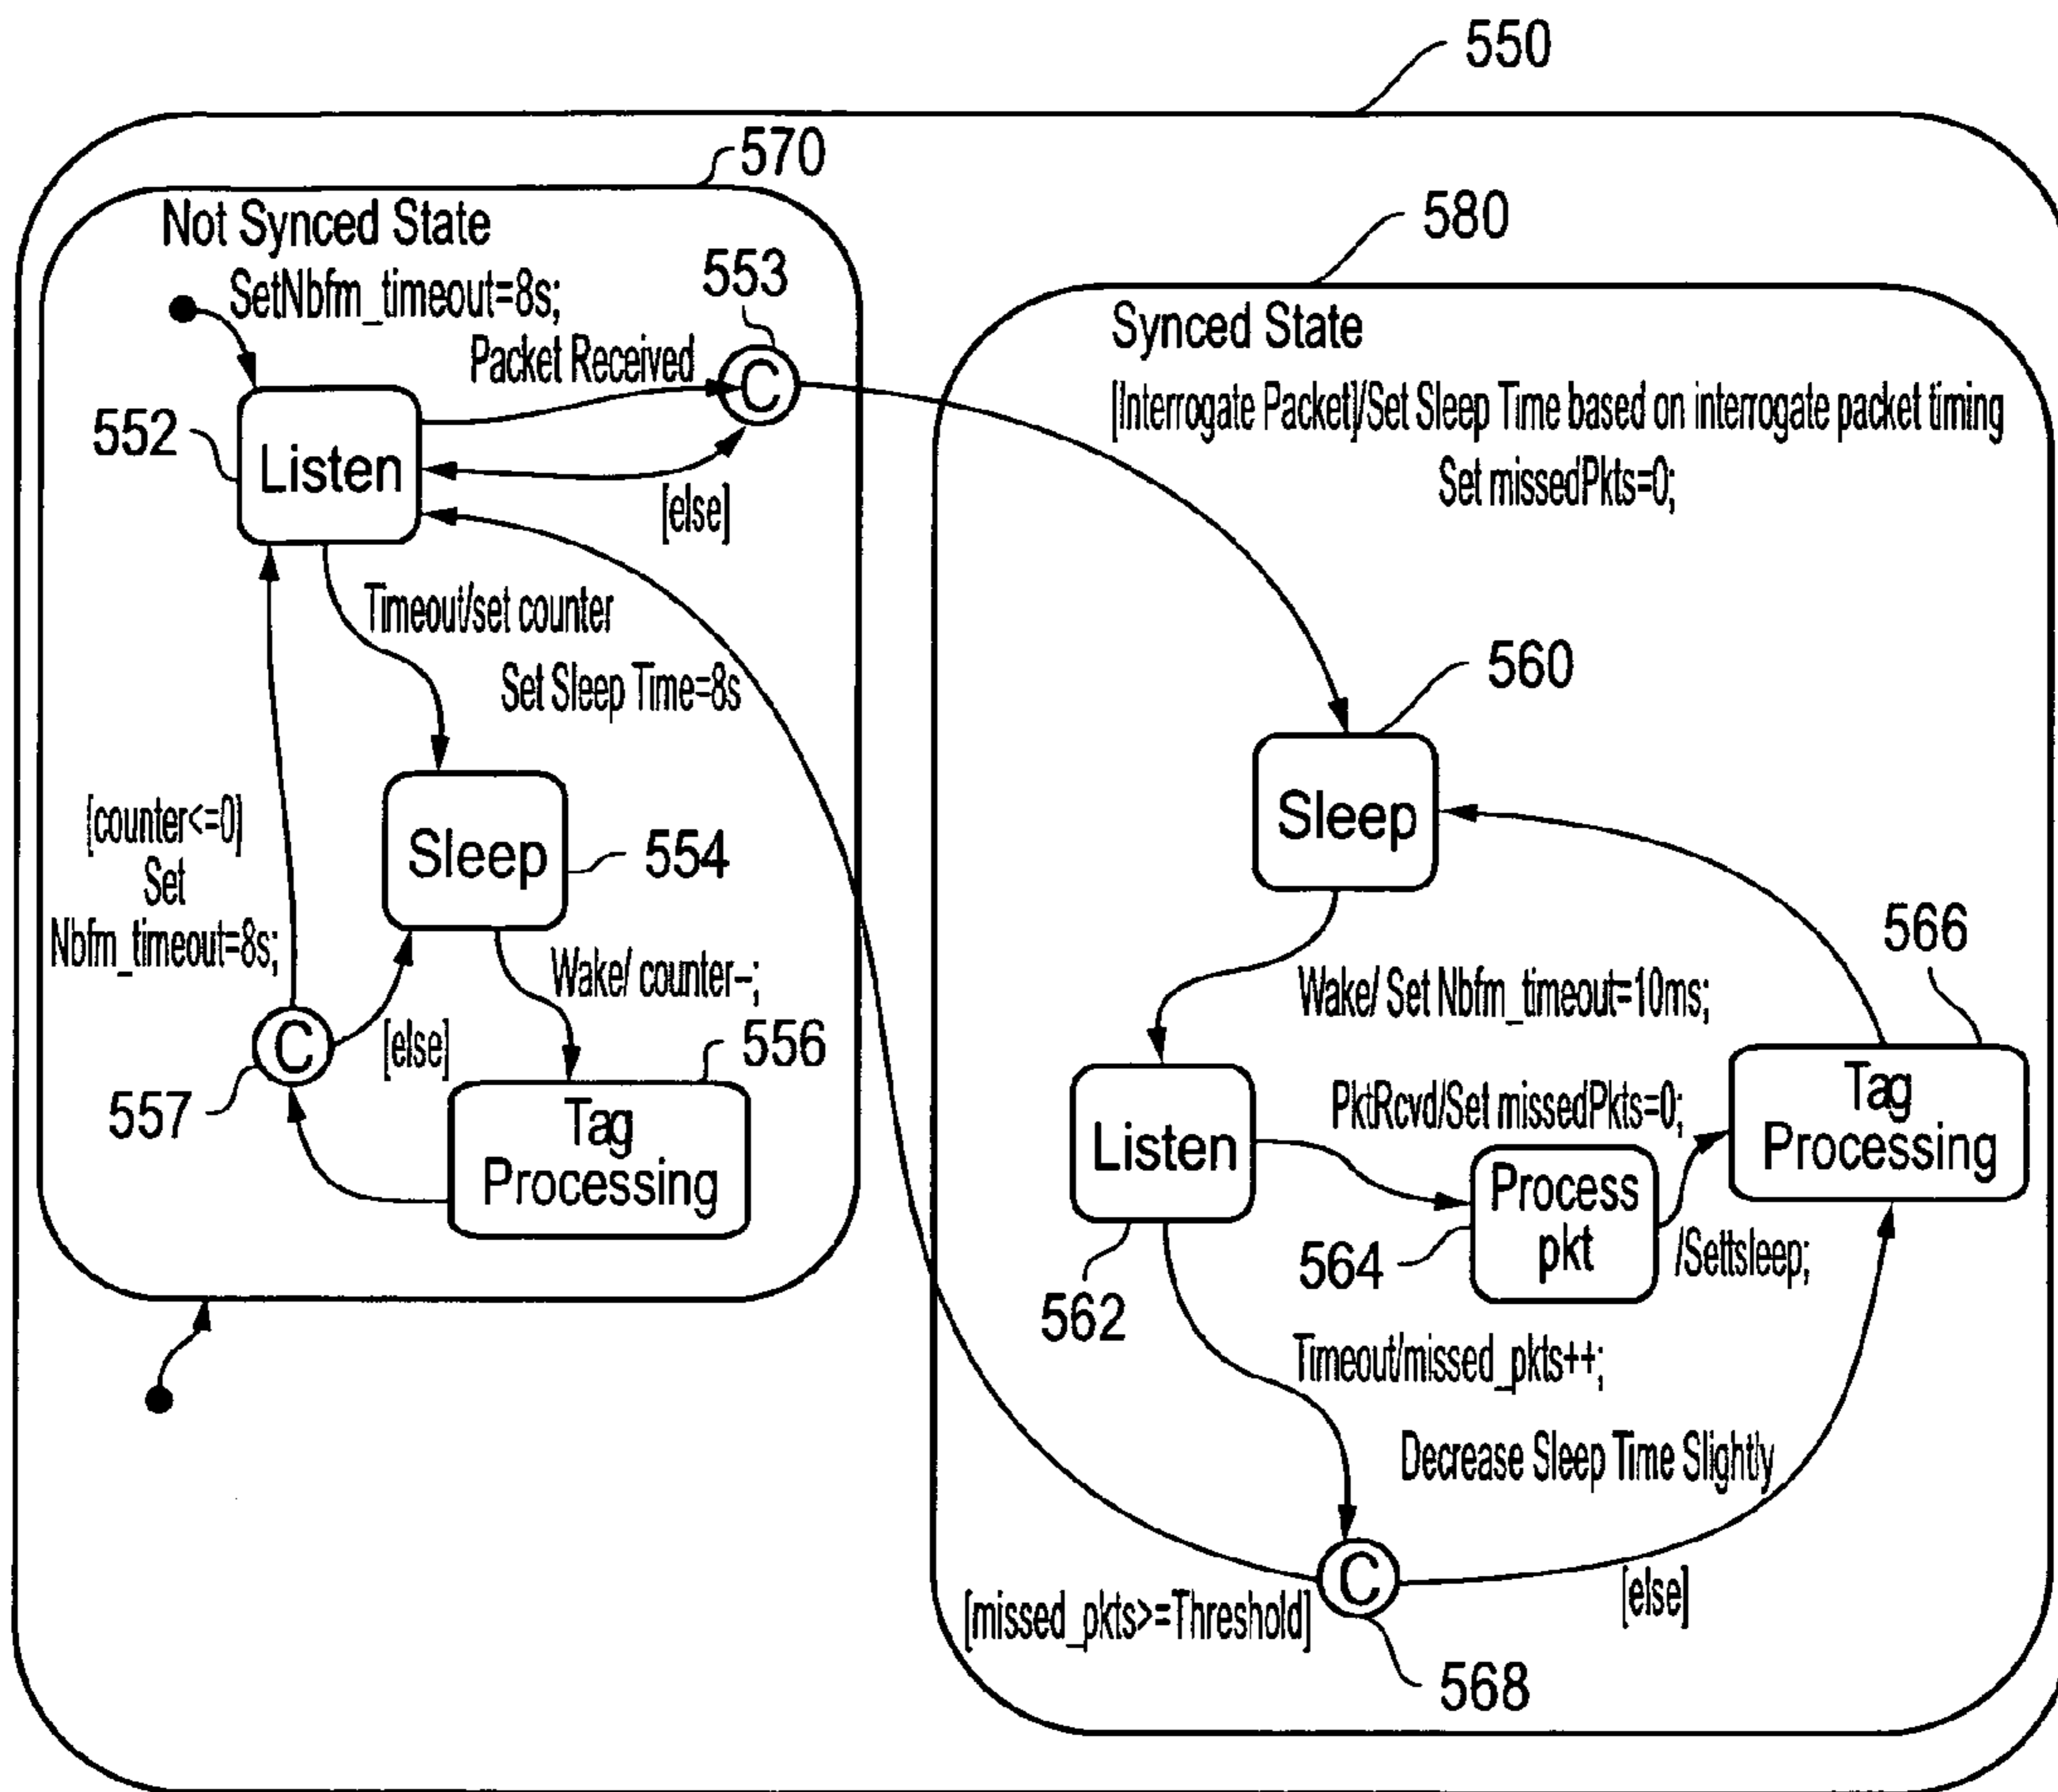 550
570
580
Not Synced State
SetNbfm_timeout=8s;
553
Packet Received
C
552
Listen
[else]
Timeout/set counter
Set Sleep Time=8s
[counter<=0]
Set
Nbfm_timeout=8s;
Sleep
554
Wake/ counter--;
C
[else]
557
556
Tag
Processing
Synced State
[Interrogate Packet]/Set Sleep Time based on interrogate packet timing
Set missedPkts=0;
560
Sleep
566
Wake/ Set Nbfm_timeout=10ms;
Listen
562
PktRcvd/Set missedPkts=0;
Process
pkt
564
/Settsleep;
Tag
Processing
Timeout/missed_pkts++;
Decrease Sleep Time Slightly
C
[missed_pkts>=Threshold]
[else]
568